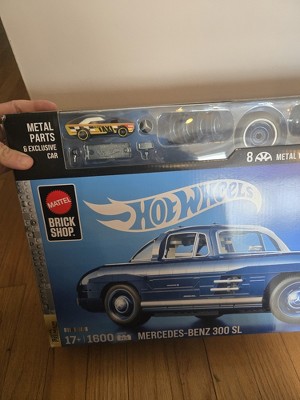 METAL
PARTS
& EXCLUSIVE
CAR
8
METAL
MATTEL
BRICK
SHOP
Hot Wheels
17+
1600
MERCEDES-BENZ 300 SL